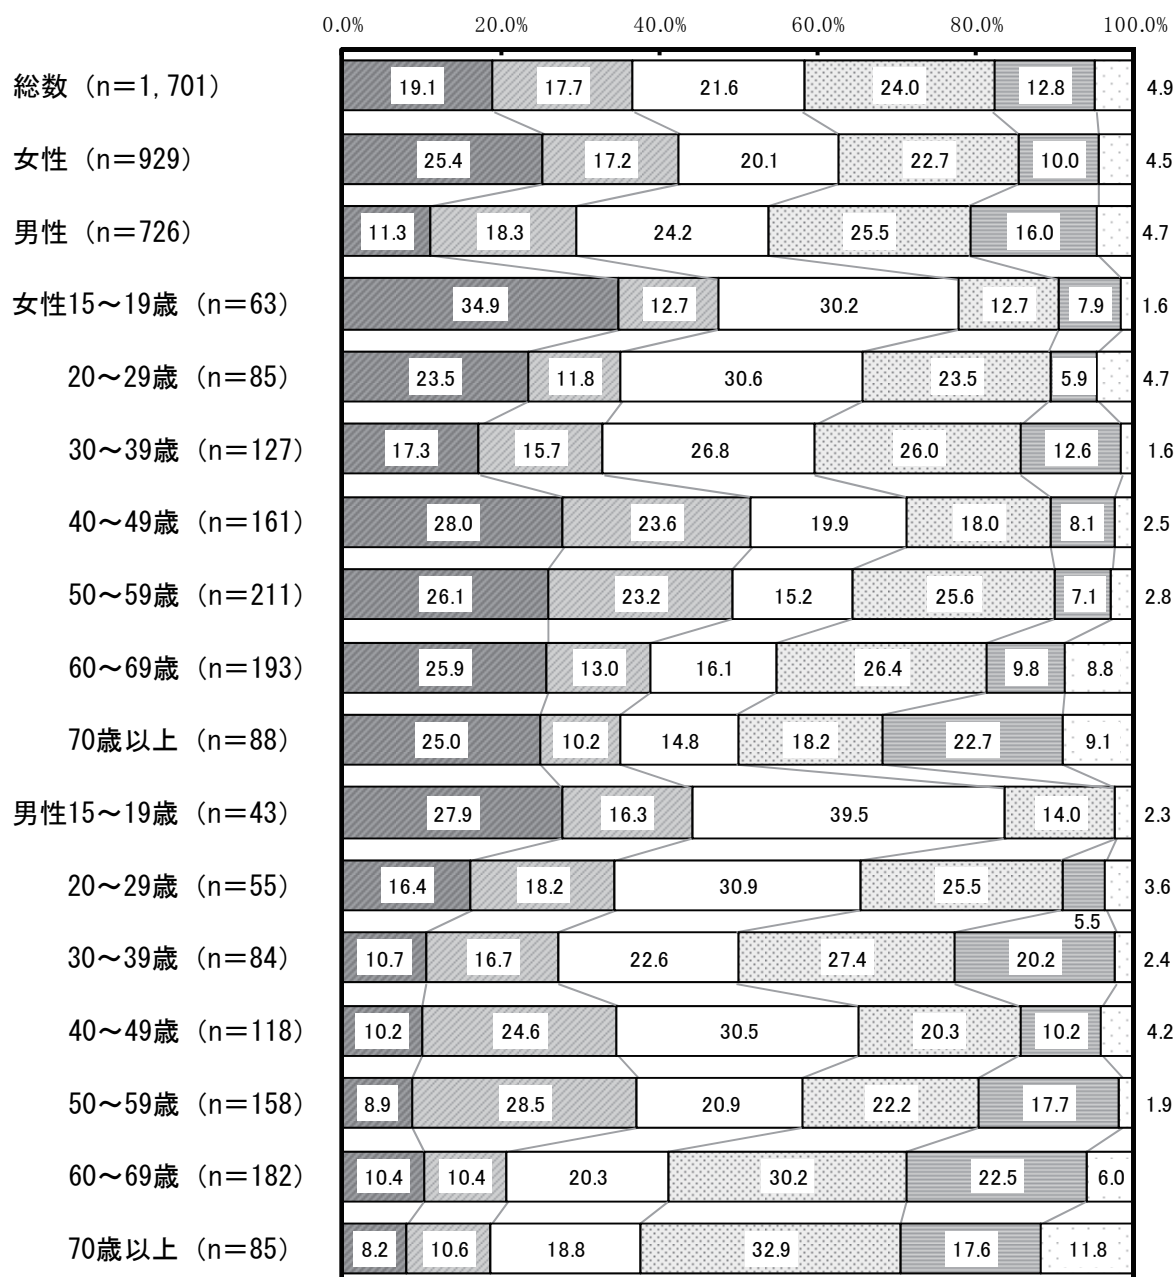 0.0% 20.0% 40.0% 60.0% 80.0% 100.0%
総数（n＝1,701） 19.1 17.7 21.6 24.0 12.8 4.9
女性（n＝929） 25.4 17.2 20.1 22.7 10.0 4.5
男性（n＝726） 11.3 18.3 24.2 25.5 16.0 4.7
女性15～19歳（n＝63） 34.9 12.7 30.2 12.7 7.9 1.6
20～29歳（n＝85） 23.5 11.8 30.6 23.5 5.9 4.7
30～39歳（n＝127） 17.3 15.7 26.8 26.0 12.6 1.6
40～49歳（n＝161） 28.0 23.6 19.9 18.0 8.1 2.5
50～59歳（n＝211） 26.1 23.2 15.2 25.6 7.1 2.8
60～69歳（n＝193） 25.9 13.0 16.1 26.4 9.8 8.8
70歳以上（n＝88） 25.0 10.2 14.8 18.2 22.7 9.1
男性15～19歳（n＝43） 27.9 16.3 39.5 14.0 2.3
20～29歳（n＝55） 16.4 18.2 30.9 25.5 3.6
5.5
30～39歳（n＝84） 10.7 16.7 22.6 27.4 20.2 2.4
40～49歳（n＝118） 10.2 24.6 30.5 20.3 10.2 4.2
50～59歳（n＝158） 8.9 28.5 20.9 22.2 17.7 1.9
60～69歳（n＝182） 10.4 10.4 20.3 30.2 22.5 6.0
70歳以上（n＝85） 8.2 10.6 18.8 32.9 17.6 11.8